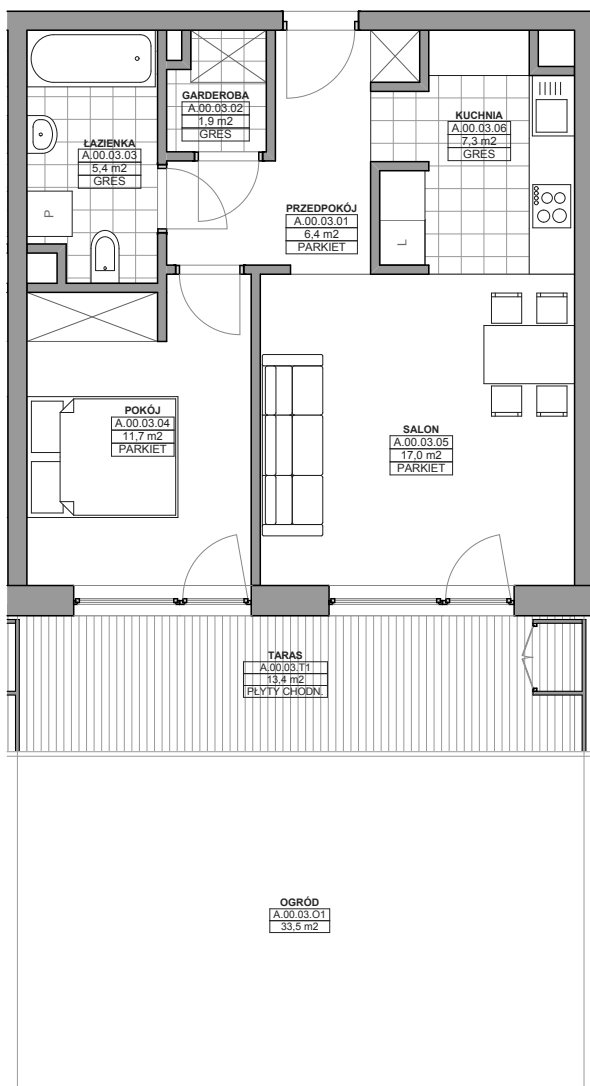 GARDEROBA
A.00.03.02
1,9 m2
GRES
KUCHNIA
A.00.03.06
7,3 m2
GRES
ŁAZIENKA
A.00.03.03
5,4 m2
GRES
P
PRZEDPOKÓJ
A.00.03.01
6,4 m2
PARKIET
L
POKÓJ
A.00.03.04
11,7 m2
PARKIET
SALON
A.00.03.05
17,0 m2
PARKIET
TARAS
A.00.03.T1
13,4 m2
PŁYTY CHODN.
OGRÓD
A.00.03.O1
33,5 m2